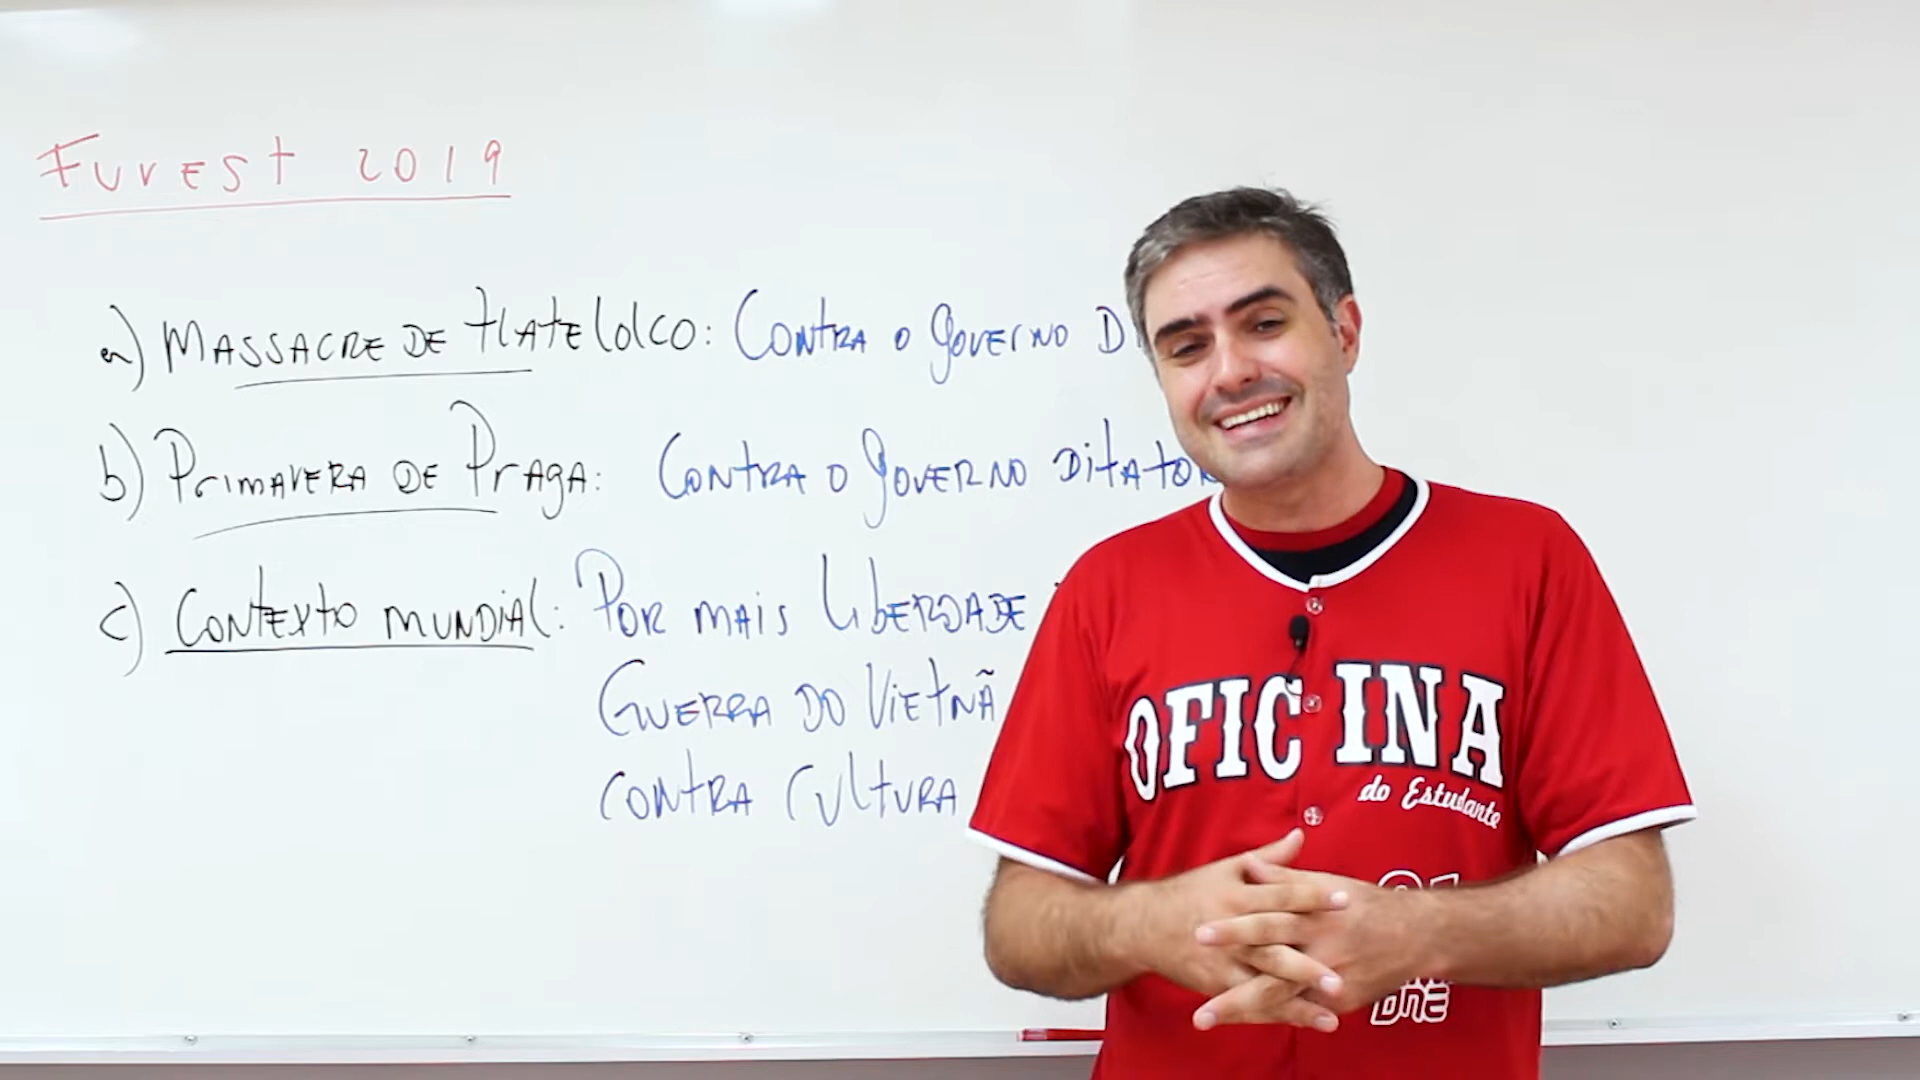 Fuvest 2019
a) Massacre de Tlatelolco: Contra o governo
b) Primavera de Praga: Contra o governo
c) Contexto mundial: Por mais liberdade
Guerra do Vietnã
Contra cultura
OFICINA
do Estudante